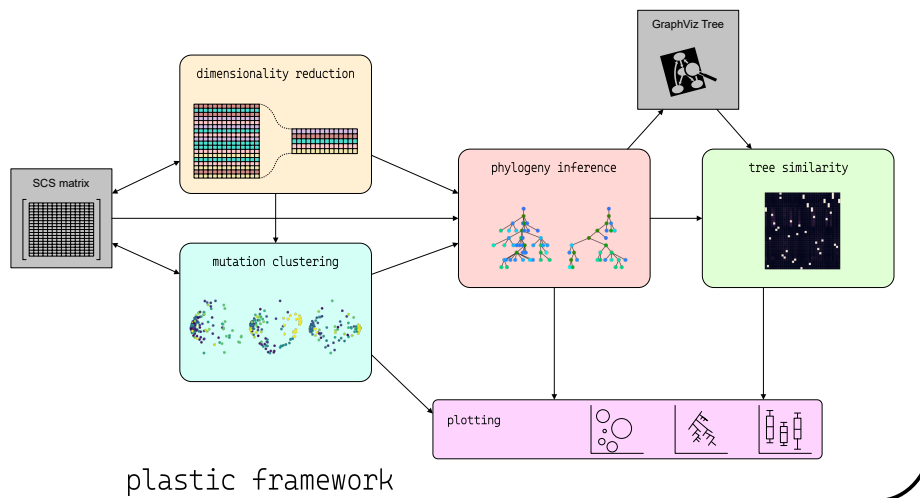 GraphViz Tree
dimensionality reduction
SCS matrix
phylogeny inference
tree similarity
mutation clustering
plotting
plastic framework